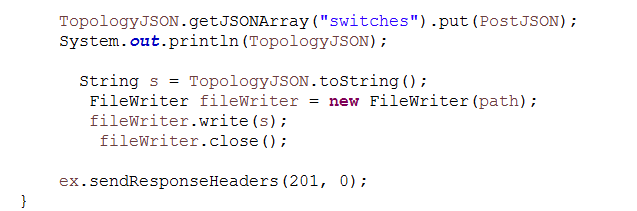 TopologyJSON.getJSONArray("switches").put(PostJSON);
System.out.println(TopologyJSON);
String s = TopologyJSON.toString();
FileWriter fileWriter = new FileWriter(path);
fileWriter.write(s);
fileWriter.close();
ex.sendResponseHeaders(201, 0);
}